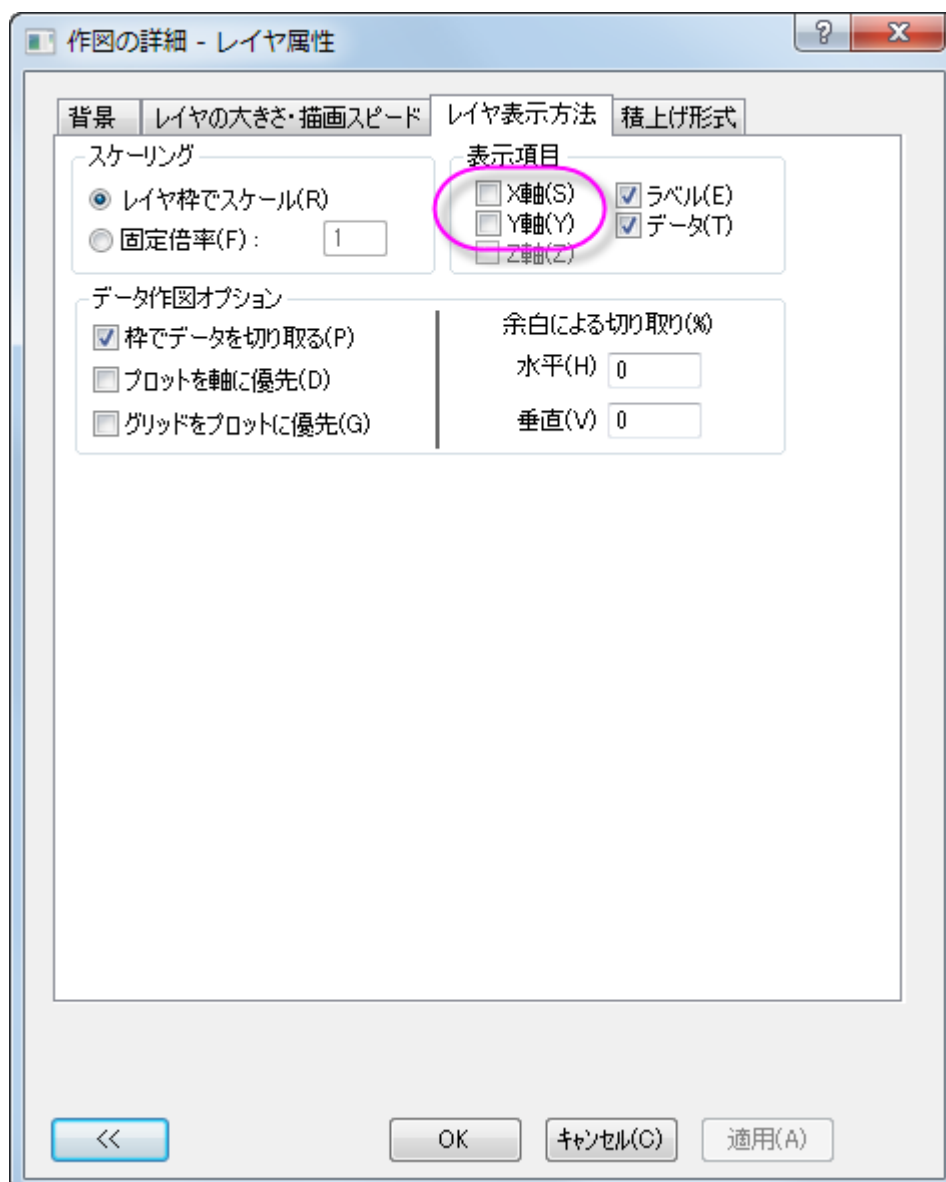 作図の詳細 - レイヤ属性
背景 レイヤの大きさ・描画スピード レイヤ表示方法 積上げ形式
スケーリング
レイヤ枠でスケール(R)
固定倍率(F): 1
表示項目
X軸(S) ラベル(E)
Y軸(Y) データ(T)
Z軸(Z)
データ作図オプション
枠でデータを切り取る(P)
プロットを軸に優先(D)
グリッドをプロットに優先(G)
余白による切り取り(%)
水平(H) 0
垂直(V) 0
<< OK キャンセル(C) 適用(A)